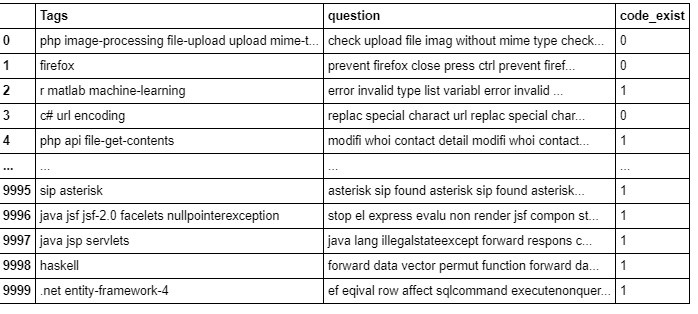 Tags question code_exist
0 php image-processing file-upload upload mime-t... check upload file imag without mime type check... 0
1 firefox prevent firefox close press ctrl prevent firef... 0
2 r matlab machine-learning error invalid type list variabl error invalid ... 1
3 c# url encoding replac special charact url replac special char... 0
4 php api file-get-contents modifi whoi contact detail modifi whoi contact... 1
... ... ... ...
9995 sip asterisk asterisk sip found asterisk sip found asterisk... 1
9996 java jsf jsf-2.0 facelets nullpointerexception stop el express evalu non render jsf compon st... 1
9997 java jsp servlets java lang illegalstateexcept forward respons c... 1
9998 haskell forward data vector permut function forward da... 1
9999 .net entity-framework-4 ef eqival row affect sqlcommand executenonquer... 1